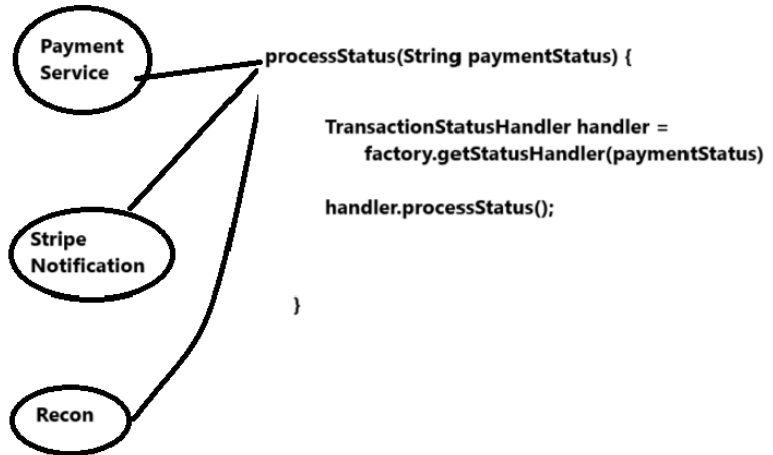 Payment
Service
processStatus(String paymentStatus) {
TransactionStatusHandler handler =
factory.getStatusHandler(paymentStatus)
handler.processStatus();
Stripe
Notification
}
Recon